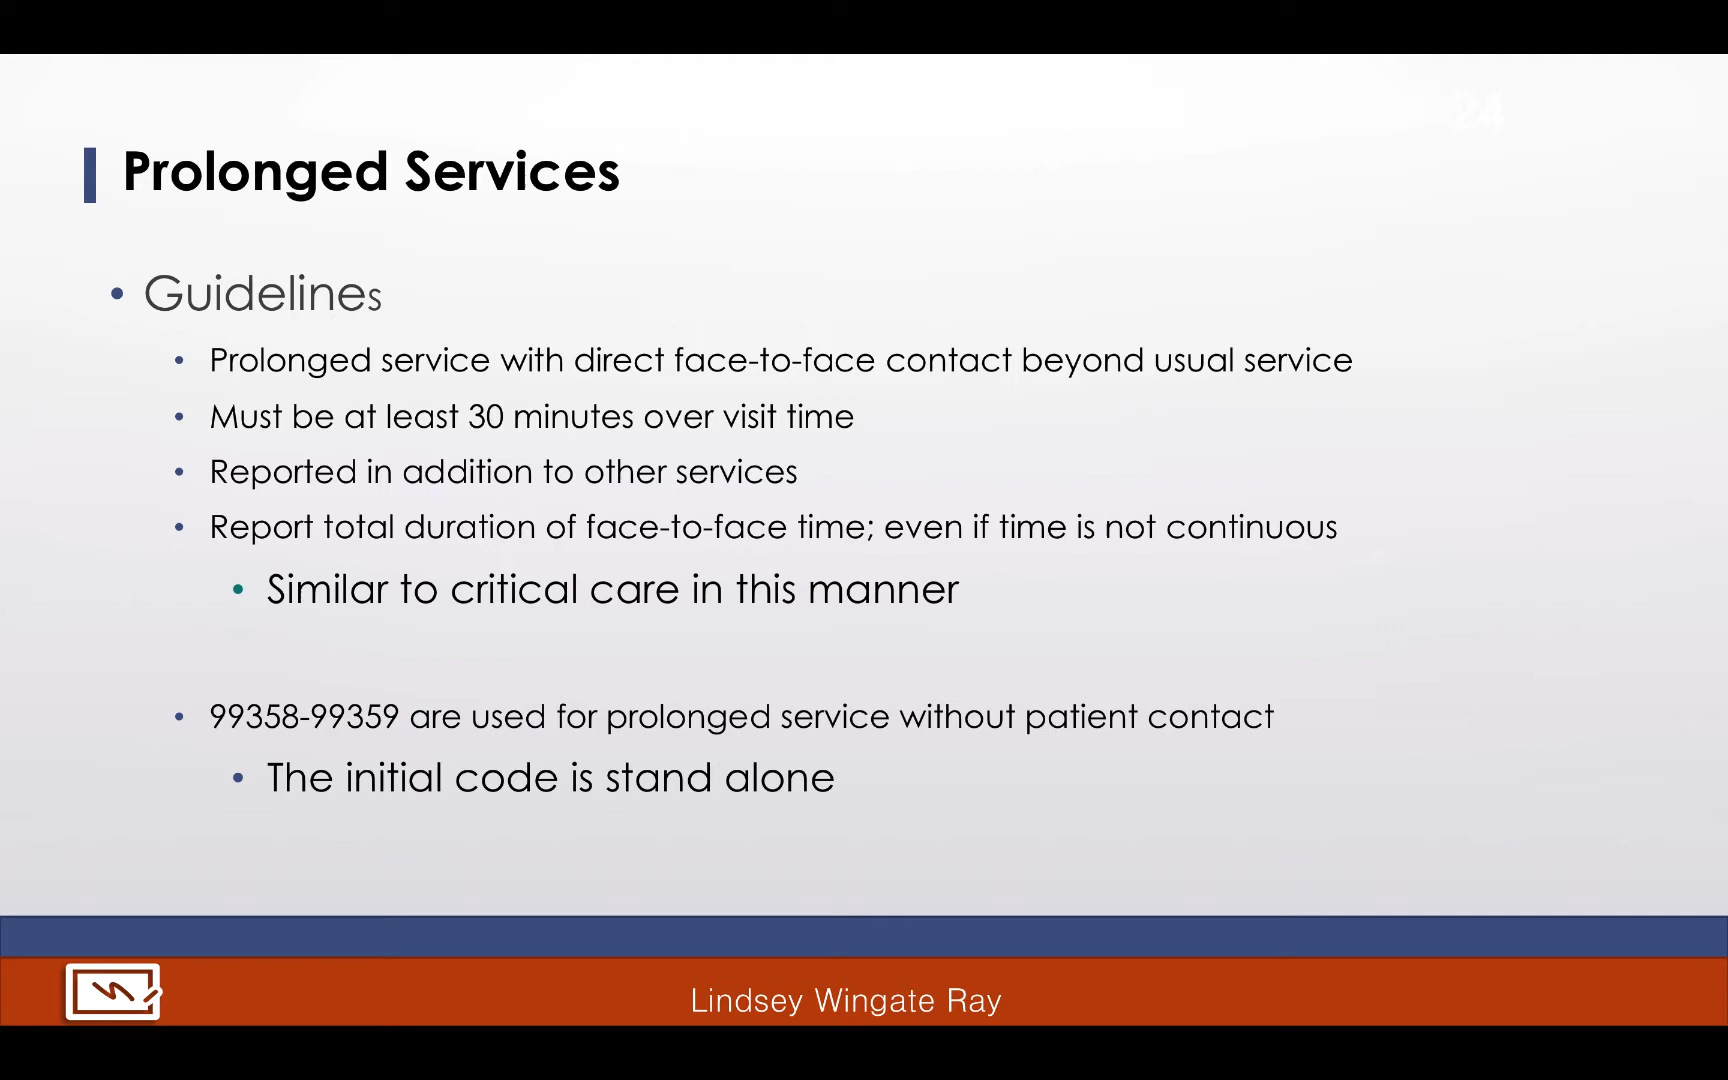 24
Prolonged Services
• Guidelines
• Prolonged service with direct face-to-face contact beyond usual service
• Must be at least 30 minutes over visit time
• Reported in addition to other services
• Report total duration of face-to-face time; even if time is not continuous
• Similar to critical care in this manner
• 99358-99359 are used for prolonged service without patient contact
• The initial code is stand alone
Lindsey Wingate Ray